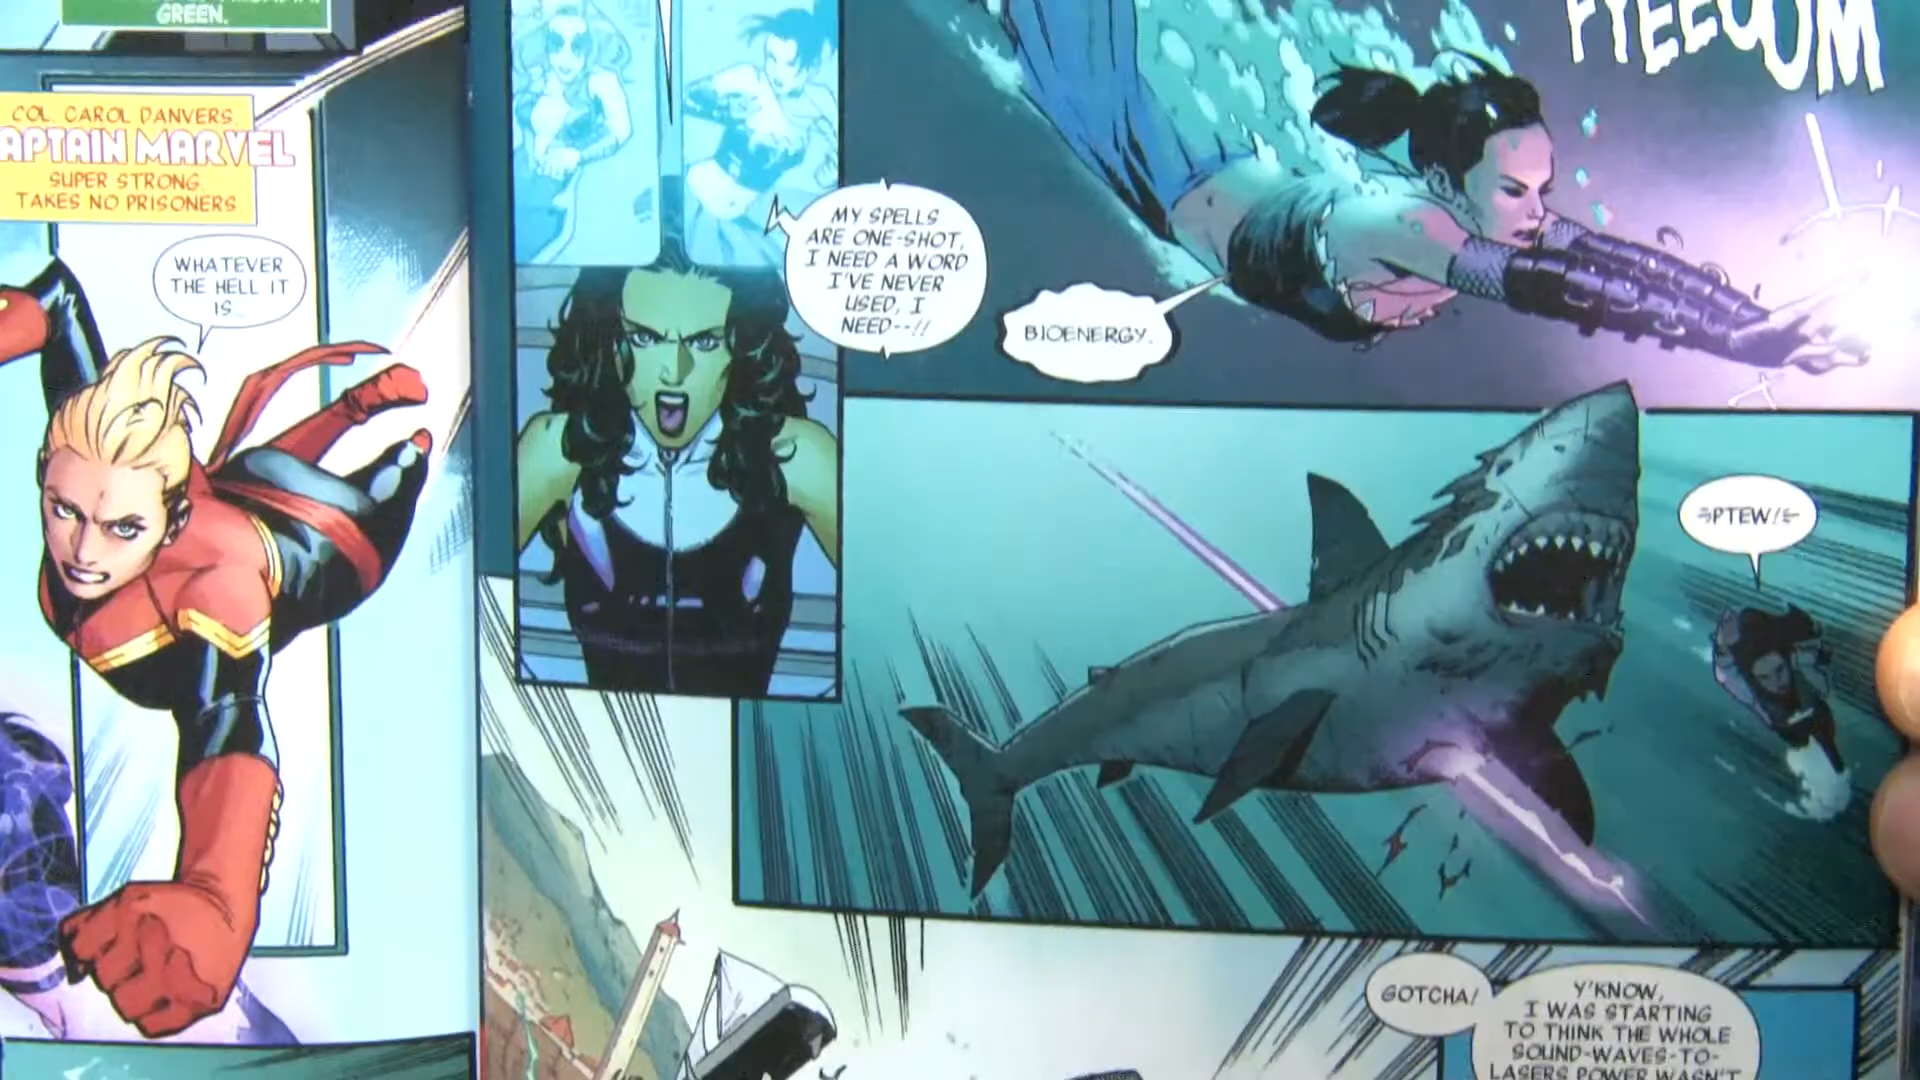 GREEN.
COL. CAROL DANVERS.
CAPTAIN MARVEL
SUPER STRONG.
TAKES NO PRISONERS
WHATEVER
THE HELL IT
IS...
MY SPELLS
ARE ONE-SHOT,
I NEED A WORD
I'VE NEVER
USED, I
NEED--!!
FYEEOOM
BIOENERGY.
PTEW!
GOTCHA!
Y'KNOW,
I WAS STARTING
TO THINK THE WHOLE
SOUND-WAVES-TO-
LASERS POWER WASN'T